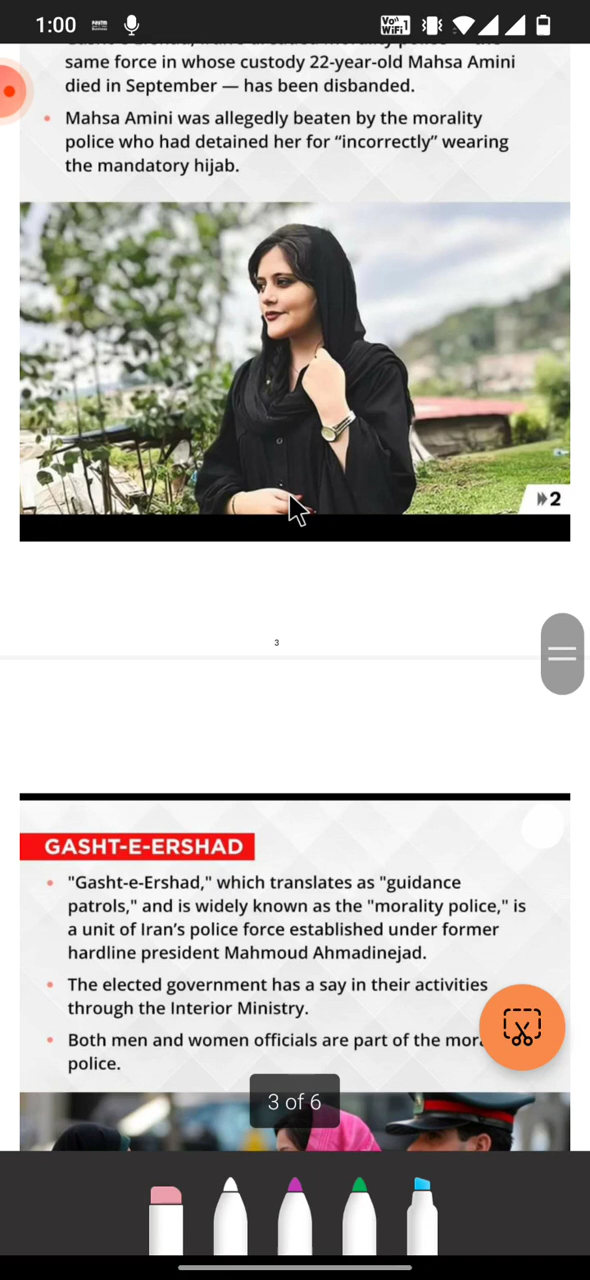 1:00
Vo))
WiFi 1
same force in whose custody 22-year-old Mahsa Amini
died in September — has been disbanded.
• Mahsa Amini was allegedly beaten by the morality
police who had detained her for “incorrectly” wearing
the mandatory hijab.
2
3
GASHT-E-ERSHAD
• "Gasht-e-Ershad," which translates as "guidance
patrols," and is widely known as the "morality police," is
a unit of Iran’s police force established under former
hardline president Mahmoud Ahmadinejad.
• The elected government has a say in their activities
through the Interior Ministry.
• Both men and women officials are part of the
police.
3 of 6